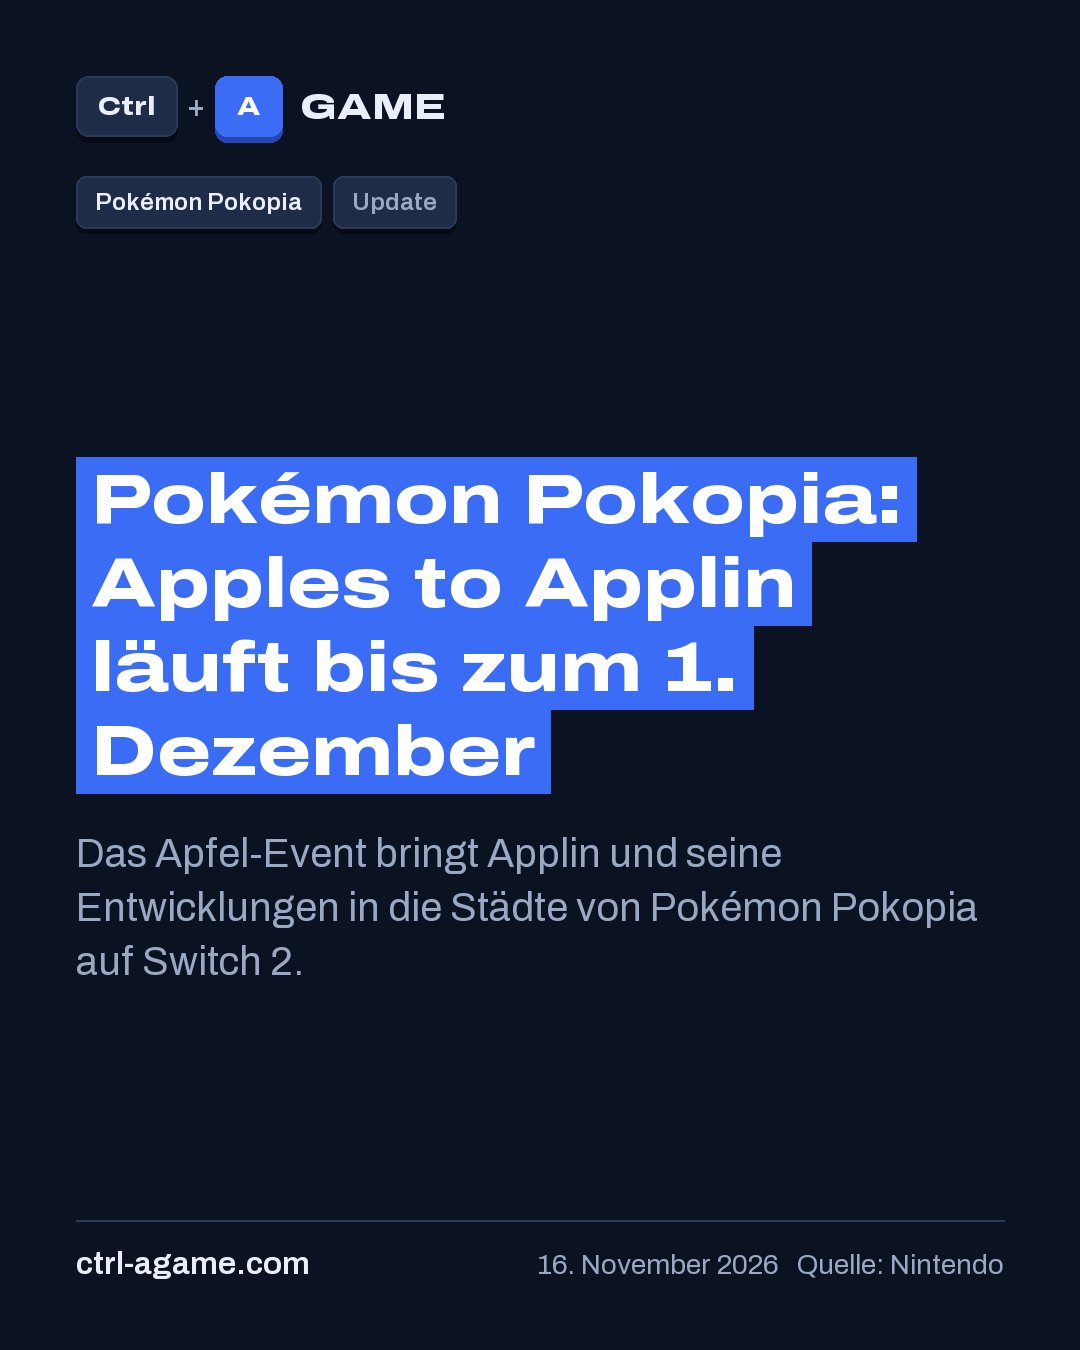 Ctrl + A GAME
Pokémon Pokopia Update
Pokémon Pokopia:
Apples to Applin
läuft bis zum 1.
Dezember
Das Apfel-Event bringt Applin und seine
Entwicklungen in die Städte von Pokémon Pokopia
auf Switch 2.
ctrl-agame.com 16. November 2026 Quelle: Nintendo